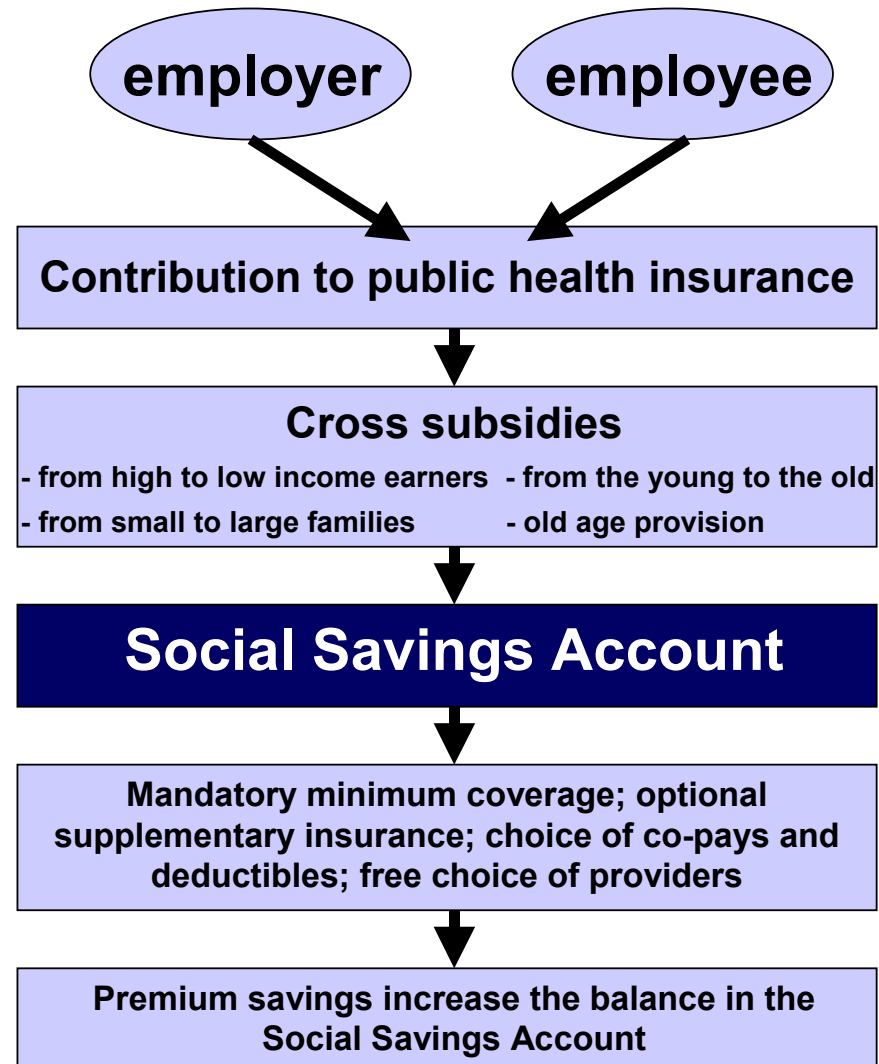 employer employee
Contribution to public health insurance
Cross subsidies
- from high to low income earners - from the young to the old
- from small to large families - old age provision
Social Savings Account
Mandatory minimum coverage; optional
supplementary insurance; choice of co-pays and
deductibles; free choice of providers
Premium savings increase the balance in the
Social Savings Account